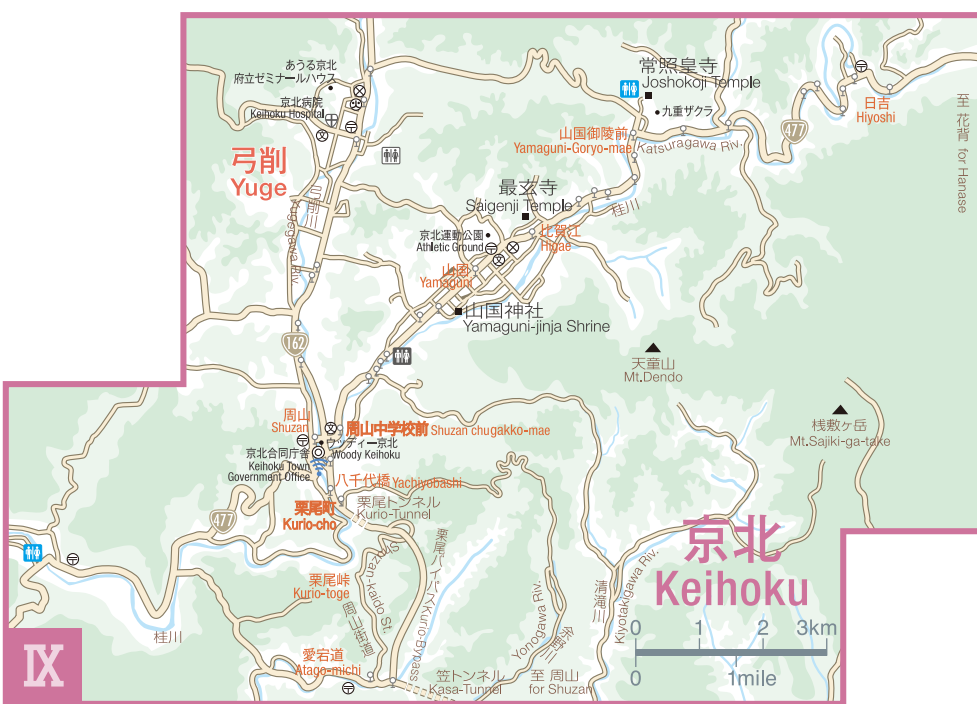 あうる京北
府立ゼミナールハウス
京北病院
Keihoku Hospital
弓削
Yuge
弓削川
Yugegawa Riv.
常照皇寺
Joshokoji Temple
九重ザクラ
山国御陵前
Yamaguni-Goryo-mae
Katsuragawa Riv.
桂川
477
日吉
Hiyoshi
至 花背 for Hanase
最玄寺
Saigenji Temple
京北運動公園
Athletic Ground
比賀江
Higae
山国
Yamaguni
山国神社
Yamaguni-jinja Shrine
162
天童山
Mt.Dendo
桟敷ヶ岳
Mt.Sajiki-ga-take
周山
Shuzan
周山中学校前 Shuzan chugakko-mae
ウッディー京北
Woody Keihoku
京北合同庁舎
Keihoku Town
Government Office
八千代橋 Yachiyobashi
栗尾町
Kurio-cho
栗尾トンネル
Kurio-Tunnel
477
栗尾峠
Kurio-toge
Shuzan-kaido St.
周山街道
栗尾バイパス Kurio-Bypass
桂川
愛宕道
Atago-michi
笠トンネル
Kasa-Tunnel
至 周山
for Shuzan
Yonogawa Riv.
清滝川
Kiyotakigawa Riv.
京北
Keihoku
0 1 2 3km
0 1mile
IX